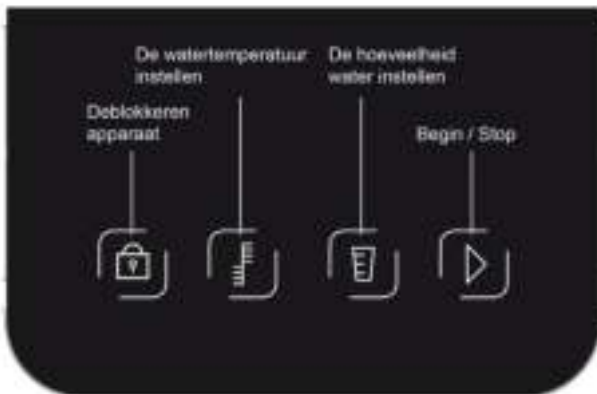 De watertemperatuur
instellen
De hoeveelheid
water instellen
Deblokkeren
apparaat
Begin / Stop